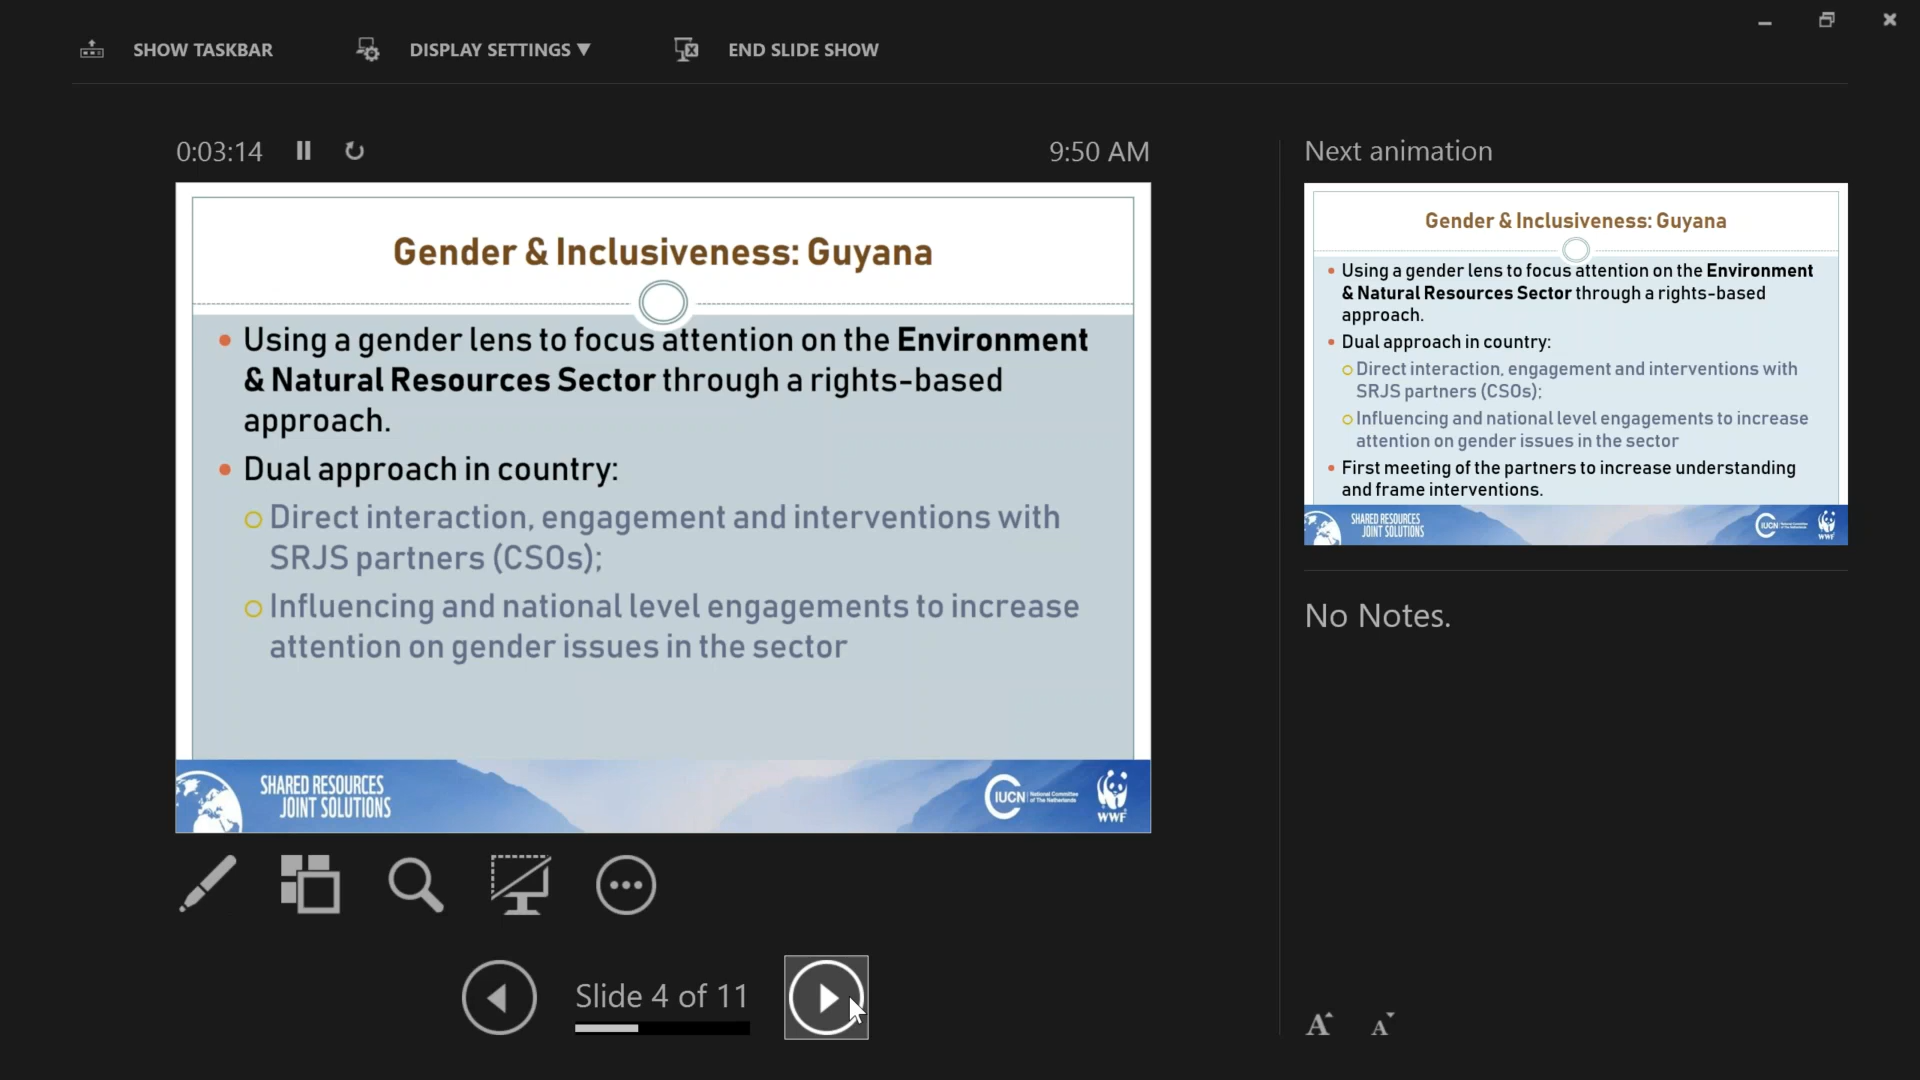 SHOW TASKBAR
DISPLAY SETTINGS ▼
END SLIDE SHOW
0:03:14
9:50 AM
Gender & Inclusiveness: Guyana
• Using a gender lens to focus attention on the Environment
& Natural Resources Sector through a rights-based
approach.
• Dual approach in country:
○ Direct interaction, engagement and interventions with
SRJS partners (CSOs);
○ Influencing and national level engagements to increase
attention on gender issues in the sector
SHARED RESOURCES
JOINT SOLUTIONS
IUCN
National Committee
of The Netherlands
WWF
Slide 4 of 11
Next animation
Gender & Inclusiveness: Guyana
• Using a gender lens to focus attention on the Environment
& Natural Resources Sector through a rights-based
approach.
• Dual approach in country:
○ Direct interaction, engagement and interventions with
SRJS partners (CSOs);
○ Influencing and national level engagements to increase
attention on gender issues in the sector
• First meeting of the partners to increase understanding
and frame interventions.
SHARED RESOURCES
JOINT SOLUTIONS
IUCN
WWF
No Notes.
A A